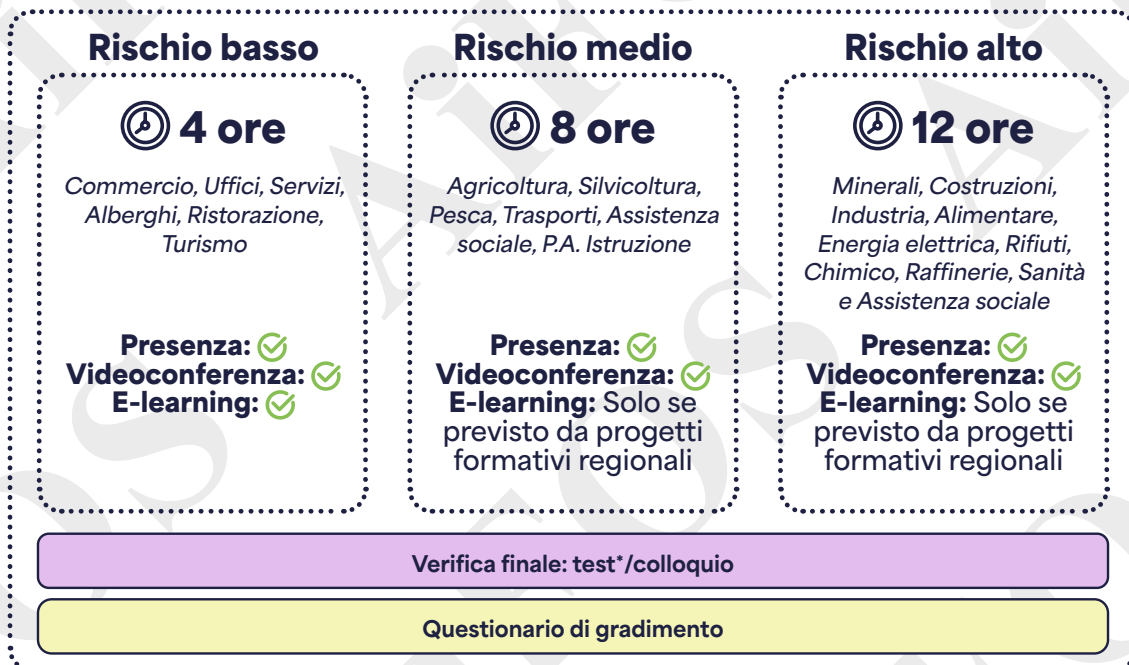 Rischio basso
4 ore
Commercio, Uffici, Servizi,
Alberghi, Ristorazione,
Turismo
Presenza:
Videoconferenza:
E-learning:
Rischio medio
8 ore
Agricoltura, Silvicoltura,
Pesca, Trasporti, Assistenza
sociale, P.A. Istruzione
Presenza:
Videoconferenza:
E-learning: Solo se
previsto da progetti
formativi regionali
Rischio alto
12 ore
Minerali, Costruzioni,
Industria, Alimentare,
Energia elettrica, Rifiuti,
Chimico, Raffinerie, Sanità
e Assistenza sociale
Presenza:
Videoconferenza:
E-learning: Solo se
previsto da progetti
formativi regionali
Verifica finale: test*/colloquio
Questionario di gradimento